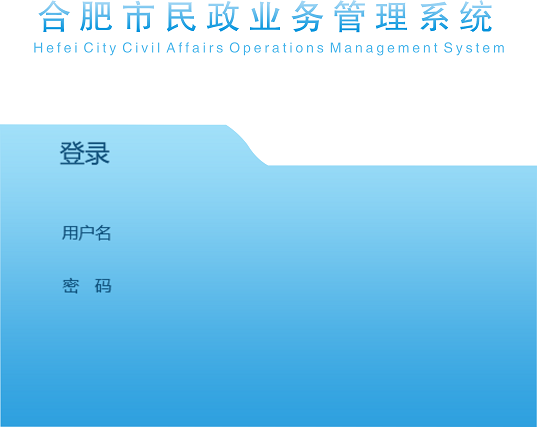 合肥市民政业务管理系统
Hefei City Civil Affairs Operations Management System
登录
用户名
密 码